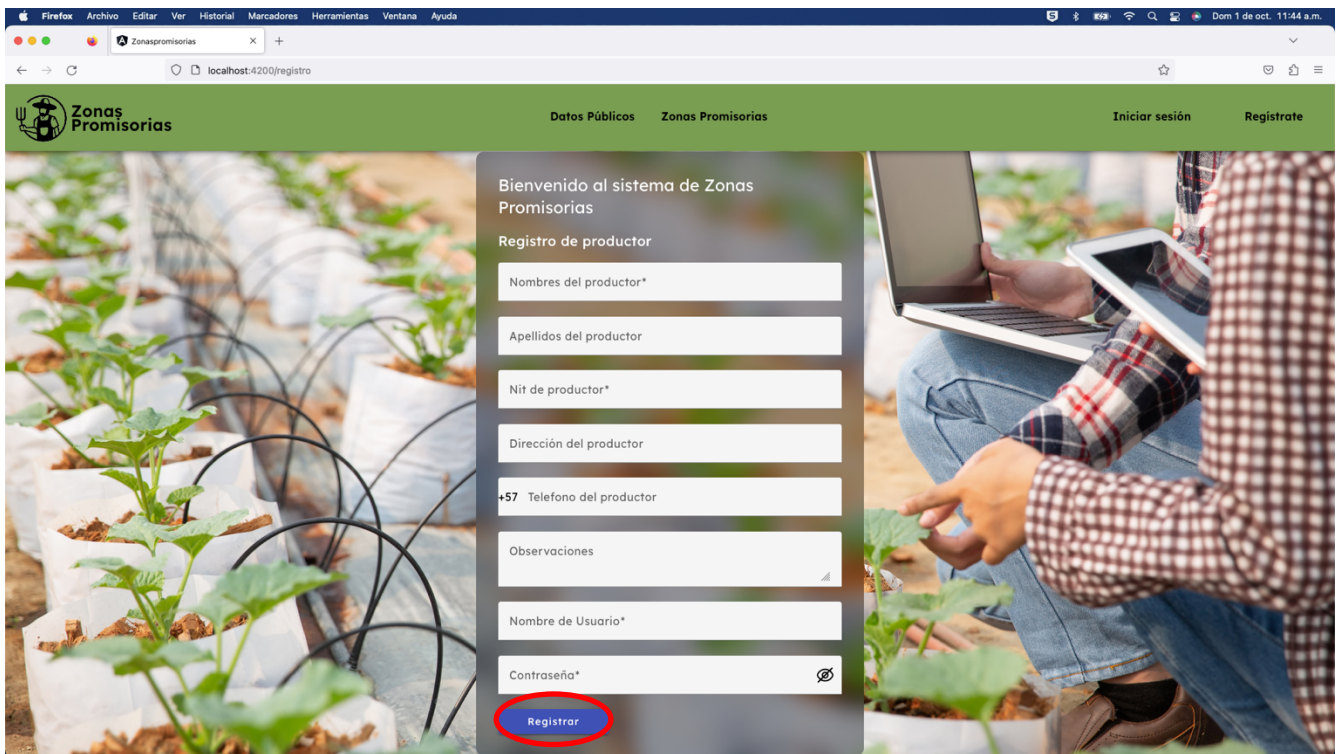 Firefox Archivo Editar Ver Historial Marcadores Herramientas Ventana Ayuda
Dom 1 de oct. 11:44 a.m.
Zonaspromisorias
localhost:4200/registro
Zonas
Promisorias
Datos Públicos Zonas Promisorias
Iniciar sesión Regístrate
Bienvenido al sistema de Zonas
Promisorias
Registro de productor
Nombres del productor*
Apellidos del productor
Nit de productor*
Dirección del productor
+57 Telefono del productor
Observaciones
Nombre de Usuario*
Contraseña*
Registrar